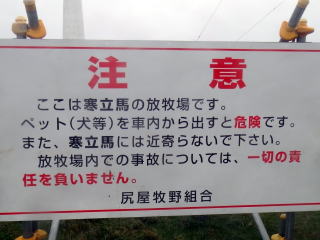 注意
ここは寒立馬の放牧場です。
ペット(犬等)を車内から出すと危険です。
また、寒立馬には近寄らないで下さい。
放牧場内での事故については、一切の責
任を負いません。
尻屋牧野組合